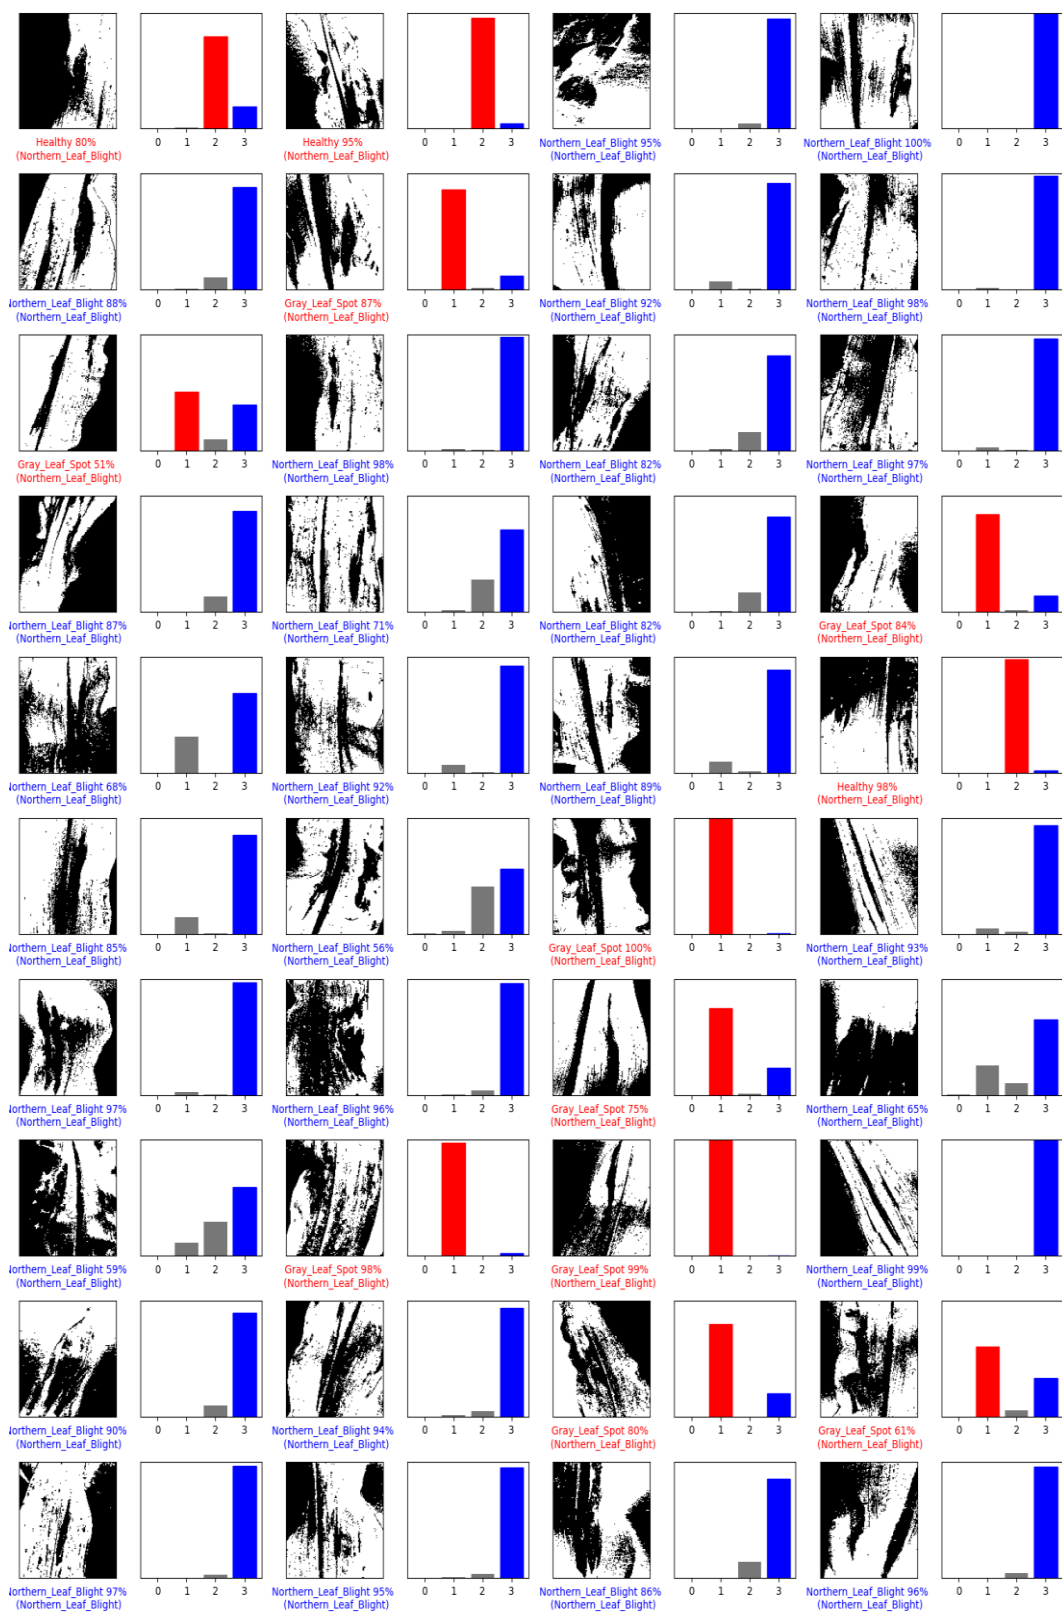 Healthy 80% 0 1 2 3 Healthy 95% 0 1 2 3 Northern_Leaf_Blight 95% 0 1 2 3 Northern_Leaf_Blight 100% 0 1 2 3
(Northern_Leaf_Blight) (Northern_Leaf_Blight) (Northern_Leaf_Blight) (Northern_Leaf_Blight)
Northern_Leaf_Blight 88% 0 1 2 3 Gray_Leaf_Spot 87% 0 1 2 3 Northern_Leaf_Blight 92% 0 1 2 3 Northern_Leaf_Blight 98% 0 1 2 3
(Northern_Leaf_Blight) (Northern_Leaf_Blight) (Northern_Leaf_Blight) (Northern_Leaf_Blight)
Gray_Leaf_Spot 51% 0 1 2 3 Northern_Leaf_Blight 98% 0 1 2 3 Northern_Leaf_Blight 82% 0 1 2 3 Northern_Leaf_Blight 97% 0 1 2 3
(Northern_Leaf_Blight) (Northern_Leaf_Blight) (Northern_Leaf_Blight) (Northern_Leaf_Blight)
Northern_Leaf_Blight 87% 0 1 2 3 Northern_Leaf_Blight 71% 0 1 2 3 Northern_Leaf_Blight 82% 0 1 2 3 Gray_Leaf_Spot 84% 0 1 2 3
(Northern_Leaf_Blight) (Northern_Leaf_Blight) (Northern_Leaf_Blight) (Northern_Leaf_Blight)
Northern_Leaf_Blight 68% 0 1 2 3 Northern_Leaf_Blight 92% 0 1 2 3 Northern_Leaf_Blight 89% 0 1 2 3 Healthy 98% 0 1 2 3
(Northern_Leaf_Blight) (Northern_Leaf_Blight) (Northern_Leaf_Blight) (Northern_Leaf_Blight)
Northern_Leaf_Blight 85% 0 1 2 3 Northern_Leaf_Blight 56% 0 1 2 3 Gray_Leaf_Spot 100% 0 1 2 3 Northern_Leaf_Blight 93% 0 1 2 3
(Northern_Leaf_Blight) (Northern_Leaf_Blight) (Northern_Leaf_Blight) (Northern_Leaf_Blight)
Northern_Leaf_Blight 97% 0 1 2 3 Northern_Leaf_Blight 96% 0 1 2 3 Gray_Leaf_Spot 75% 0 1 2 3 Northern_Leaf_Blight 65% 0 1 2 3
(Northern_Leaf_Blight) (Northern_Leaf_Blight) (Northern_Leaf_Blight) (Northern_Leaf_Blight)
Northern_Leaf_Blight 59% 0 1 2 3 Gray_Leaf_Spot 98% 0 1 2 3 Gray_Leaf_Spot 99% 0 1 2 3 Northern_Leaf_Blight 99% 0 1 2 3
(Northern_Leaf_Blight) (Northern_Leaf_Blight) (Northern_Leaf_Blight) (Northern_Leaf_Blight)
Northern_Leaf_Blight 90% 0 1 2 3 Northern_Leaf_Blight 94% 0 1 2 3 Gray_Leaf_Spot 80% 0 1 2 3 Gray_Leaf_Spot 61% 0 1 2 3
(Northern_Leaf_Blight) (Northern_Leaf_Blight) (Northern_Leaf_Blight) (Northern_Leaf_Blight)
Northern_Leaf_Blight 97% 0 1 2 3 Northern_Leaf_Blight 95% 0 1 2 3 Northern_Leaf_Blight 86% 0 1 2 3 Northern_Leaf_Blight 96% 0 1 2 3
(Northern_Leaf_Blight) (Northern_Leaf_Blight) (Northern_Leaf_Blight) (Northern_Leaf_Blight)